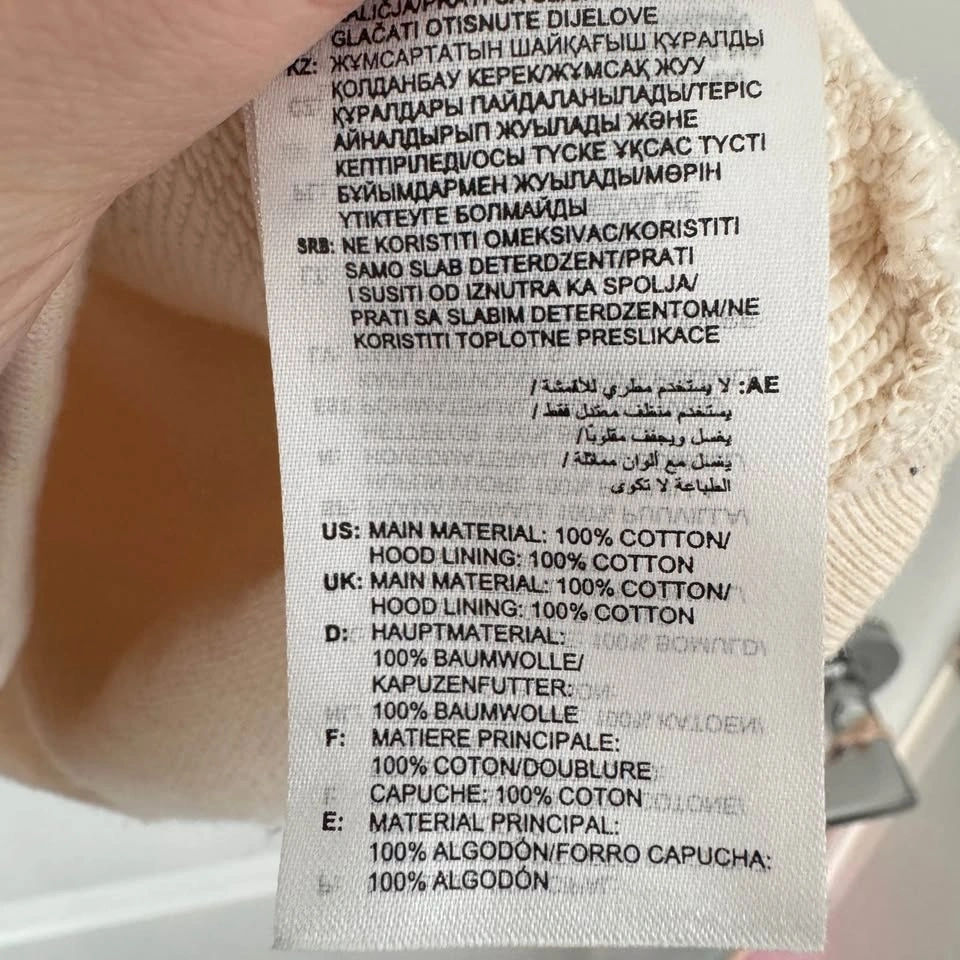 GLAČATI OTISNUTE DIJELOVE
KZ: ЖҰМСАРТАТЫН ШАЙҚАҒЫШ ҚҰРАЛДЫ
ҚОЛДАНБАУ КЕРЕК/ЖҰМСАҚ ЖУУ
ҚҰРАЛДАРЫ ПАЙДАЛАНЫЛАДЫ/ТЕРІС
АЙНАЛДЫРЫП ЖУЫЛАДЫ ЖӘНЕ
КЕПТІРІЛЕДІ/ОСЫ ТҮСКЕ ҰҚСАС ТҮСТІ
БҰЙЫМДАРМЕН ЖУЫЛАДЫ/МӨРІН
ҮТІКТЕУГЕ БОЛМАЙДЫ
SRB: NE KORISTITI OMEKSIVAC/KORISTITI
SAMO SLAB DETERDZENT/PRATI
I SUSITI OD IZNUTRA KA SPOLJA/
PRATI SA SLABIM DETERDZENTOM/NE
KORISTITI TOPLOTNE PRESLIKACE
AE: لا يستخدم مطري للأقمشة/
يستخدم منظف معتدل فقط/
يغسل ويجفف مقلوبًا/
يغسل مع ألوان مماثلة/
الطباعة لا تكوى
US: MAIN MATERIAL: 100% COTTON/
HOOD LINING: 100% COTTON
UK: MAIN MATERIAL: 100% COTTON/
HOOD LINING: 100% COTTON
D: HAUPTMATERIAL:
100% BAUMWOLLE/
KAPUZENFUTTER:
100% BAUMWOLLE
F: MATIERE PRINCIPALE:
100% COTON/DOUBLURE
CAPUCHE: 100% COTON
E: MATERIAL PRINCIPAL:
100% ALGODÓN/FORRO CAPUCHA:
100% ALGODÓN